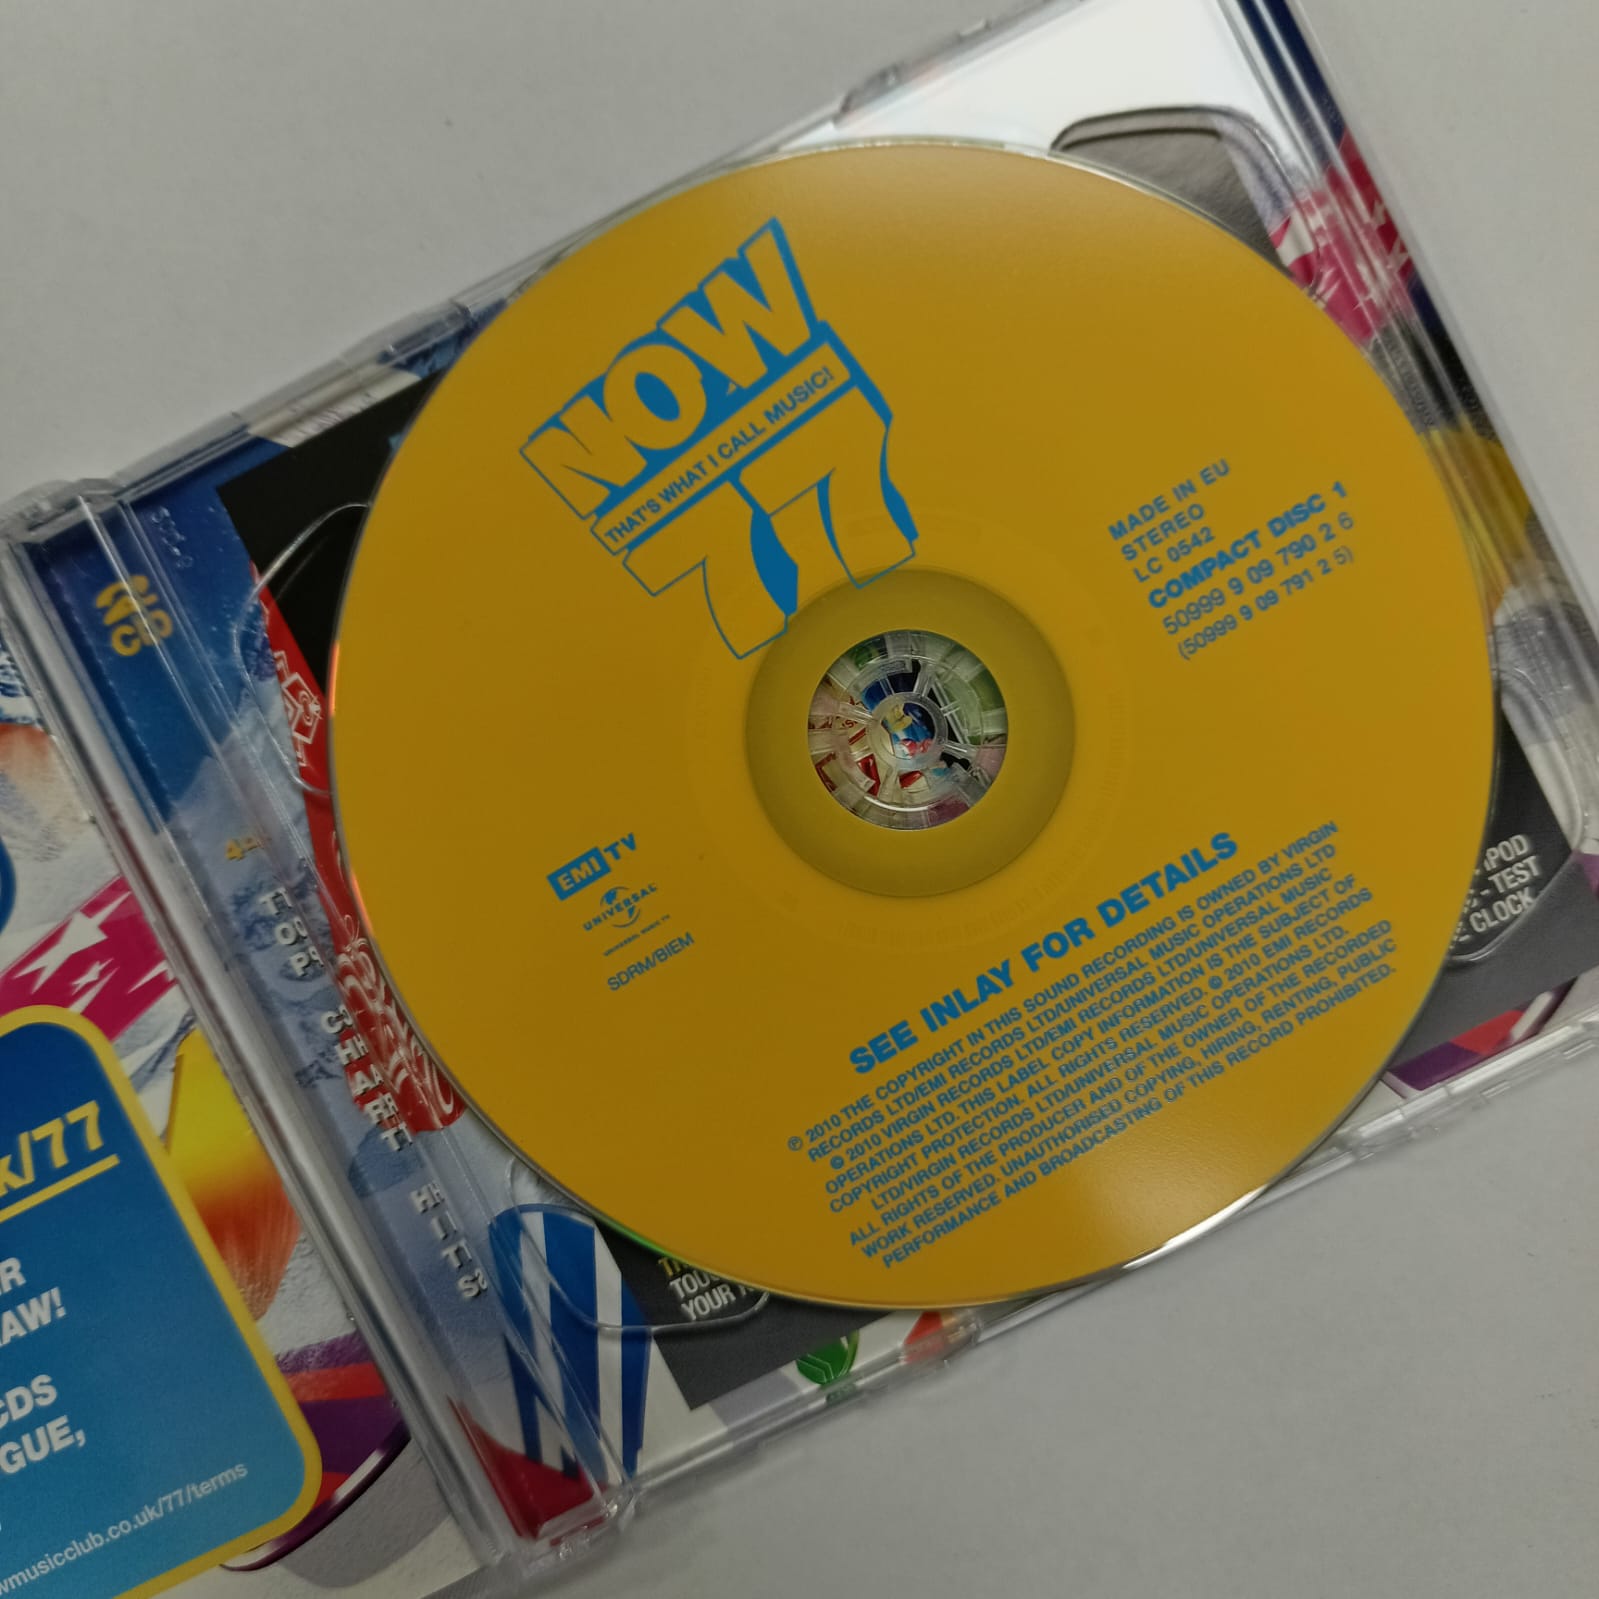 NOW
THAT'S WHAT I CALL MUSIC!
77
MADE IN EU
STEREO
LC 0542
COMPACT DISC 1
50999 9 09 790 2 6
(50999 9 09 791 2 5)
EMI TV
UNIVERSAL
UNIVERSAL MUSIC TV
SDRM/BIEM
SEE INLAY FOR DETAILS
℗ 2010 THE COPYRIGHT IN THIS SOUND RECORDING IS OWNED BY VIRGIN
RECORDS LTD/EMI RECORDS LTD/UNIVERSAL MUSIC OPERATIONS LTD
© 2010 VIRGIN RECORDS LTD/EMI RECORDS LTD/UNIVERSAL MUSIC
OPERATIONS LTD. THIS LABEL COPY INFORMATION IS THE SUBJECT OF
COPYRIGHT PROTECTION. ALL RIGHTS RESERVED. © 2010 EMI RECORDS
LTD/VIRGIN RECORDS LTD/UNIVERSAL MUSIC OPERATIONS LTD.
ALL RIGHTS OF THE PRODUCER AND OF THE OWNER OF THE RECORDED
WORK RESERVED. UNAUTHORISED COPYING, HIRING, RENTING, PUBLIC
PERFORMANCE AND BROADCASTING OF THIS RECORD PROHIBITED.
k/77
CDS
GUE,
wmusicclub.co.uk/77/terms
YOUR
TEST
CLOCK